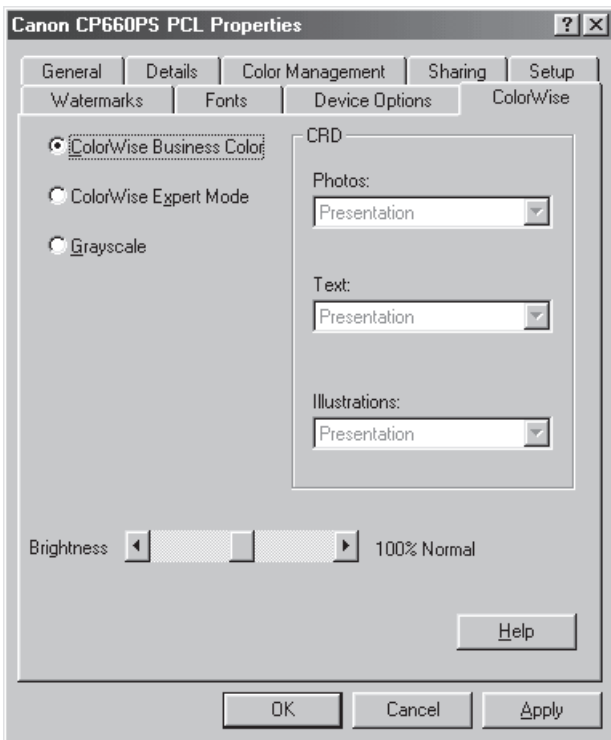 Canon CP660PS PCL Properties
General Details Color Management Sharing Setup
Watermarks Fonts Device Options ColorWise
ColorWise Business Color
ColorWise Expert Mode
Grayscale
CRD
Photos:
Presentation
Text:
Presentation
Illustrations:
Presentation
Brightness 100% Normal
Help
OK Cancel Apply